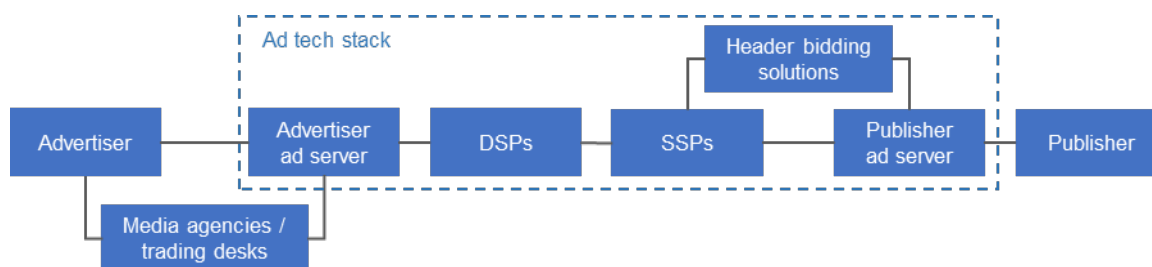 Ad tech stack
Header bidding
solutions
Advertiser
Advertiser
ad server
DSPs
SSPs
Publisher
ad server
Publisher
Media agencies /
trading desks